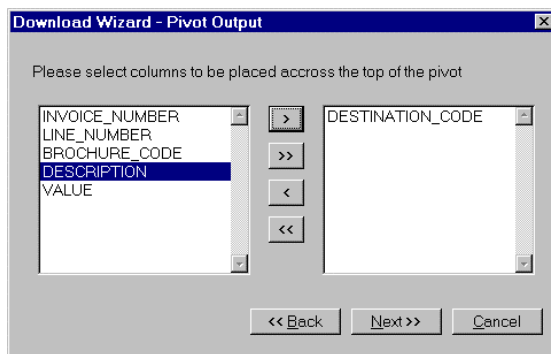 Download Wizard - Pivot Output
Please select columns to be placed accross the top of the pivot
INVOICE_NUMBER
LINE_NUMBER
BROCHURE_CODE
DESCRIPTION
VALUE
>
>>
<
<<
DESTINATION_CODE
<< Back
Next >>
Cancel